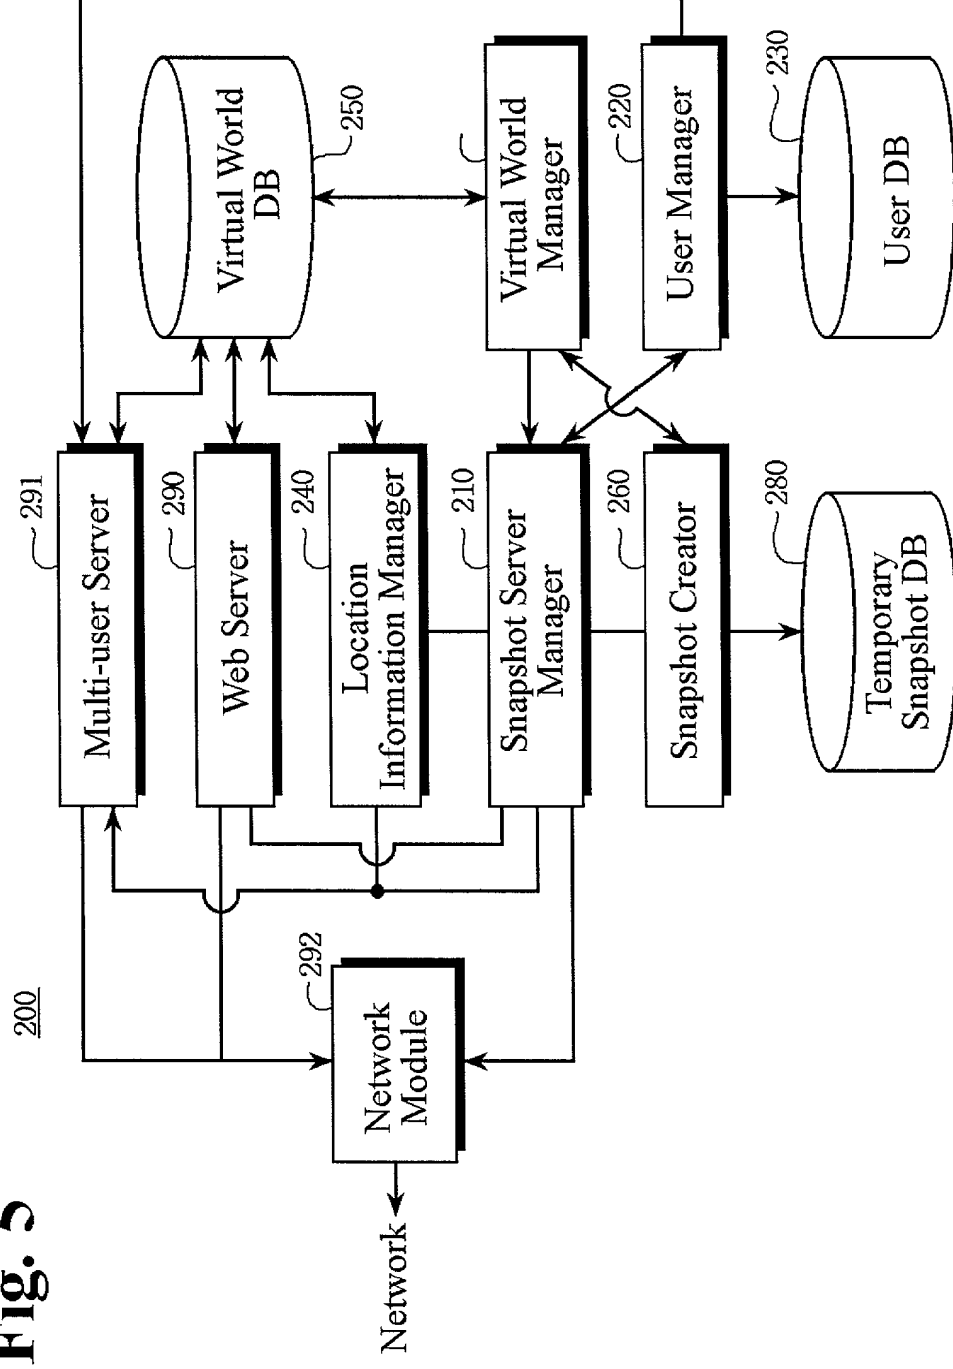 Fig. 5
200
291
Multi-user Server
290
Web Server
240
Location
Information Manager
210
Snapshot Server
Manager
260
Snapshot Creator
280
Temporary
Snapshot DB
Virtual World
DB
250
Virtual World
Manager
220
User Manager
230
User DB
292
Network
Module
Network